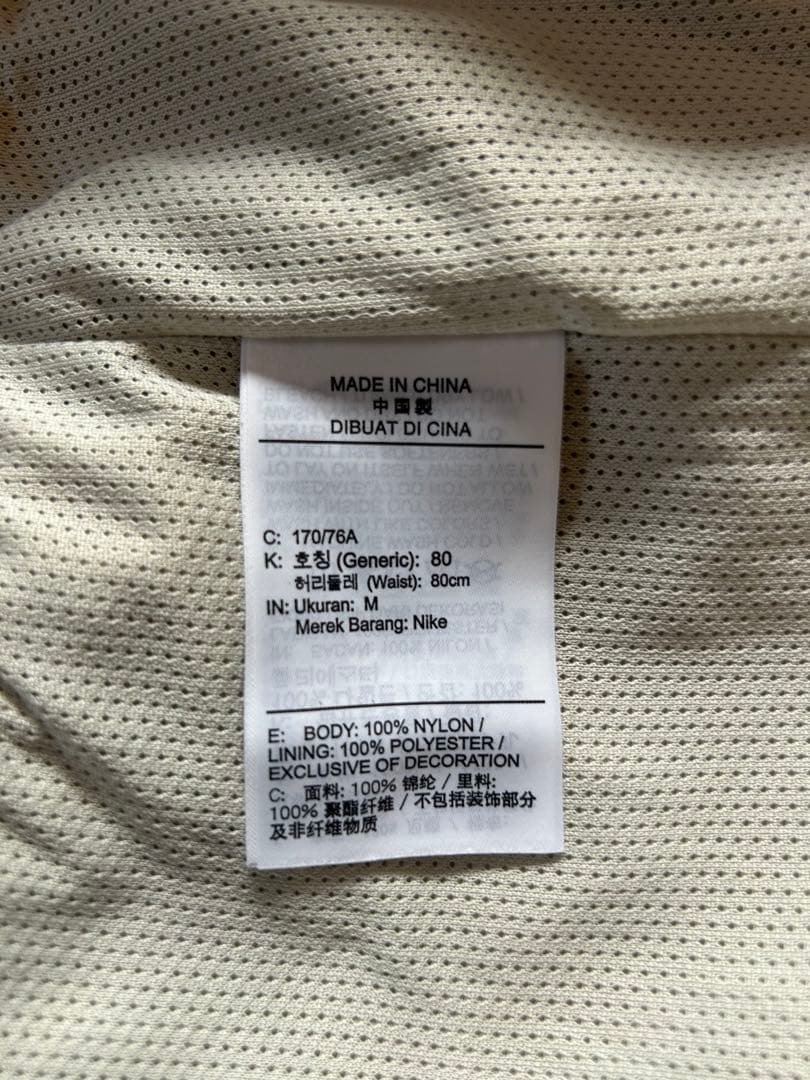 MADE IN CHINA
中国製
DIBUAT DI CINA
C: 170/76A
K: 호칭 (Generic): 80
허리둘레 (Waist): 80cm
IN: Ukuran: M
Merek Barang: Nike
E: BODY: 100% NYLON /
LINING: 100% POLYESTER /
EXCLUSIVE OF DECORATION
C: 面料: 100% 锦纶 / 里料:
100% 聚酯纤维 / 不包括装饰部分
及非纤维物质